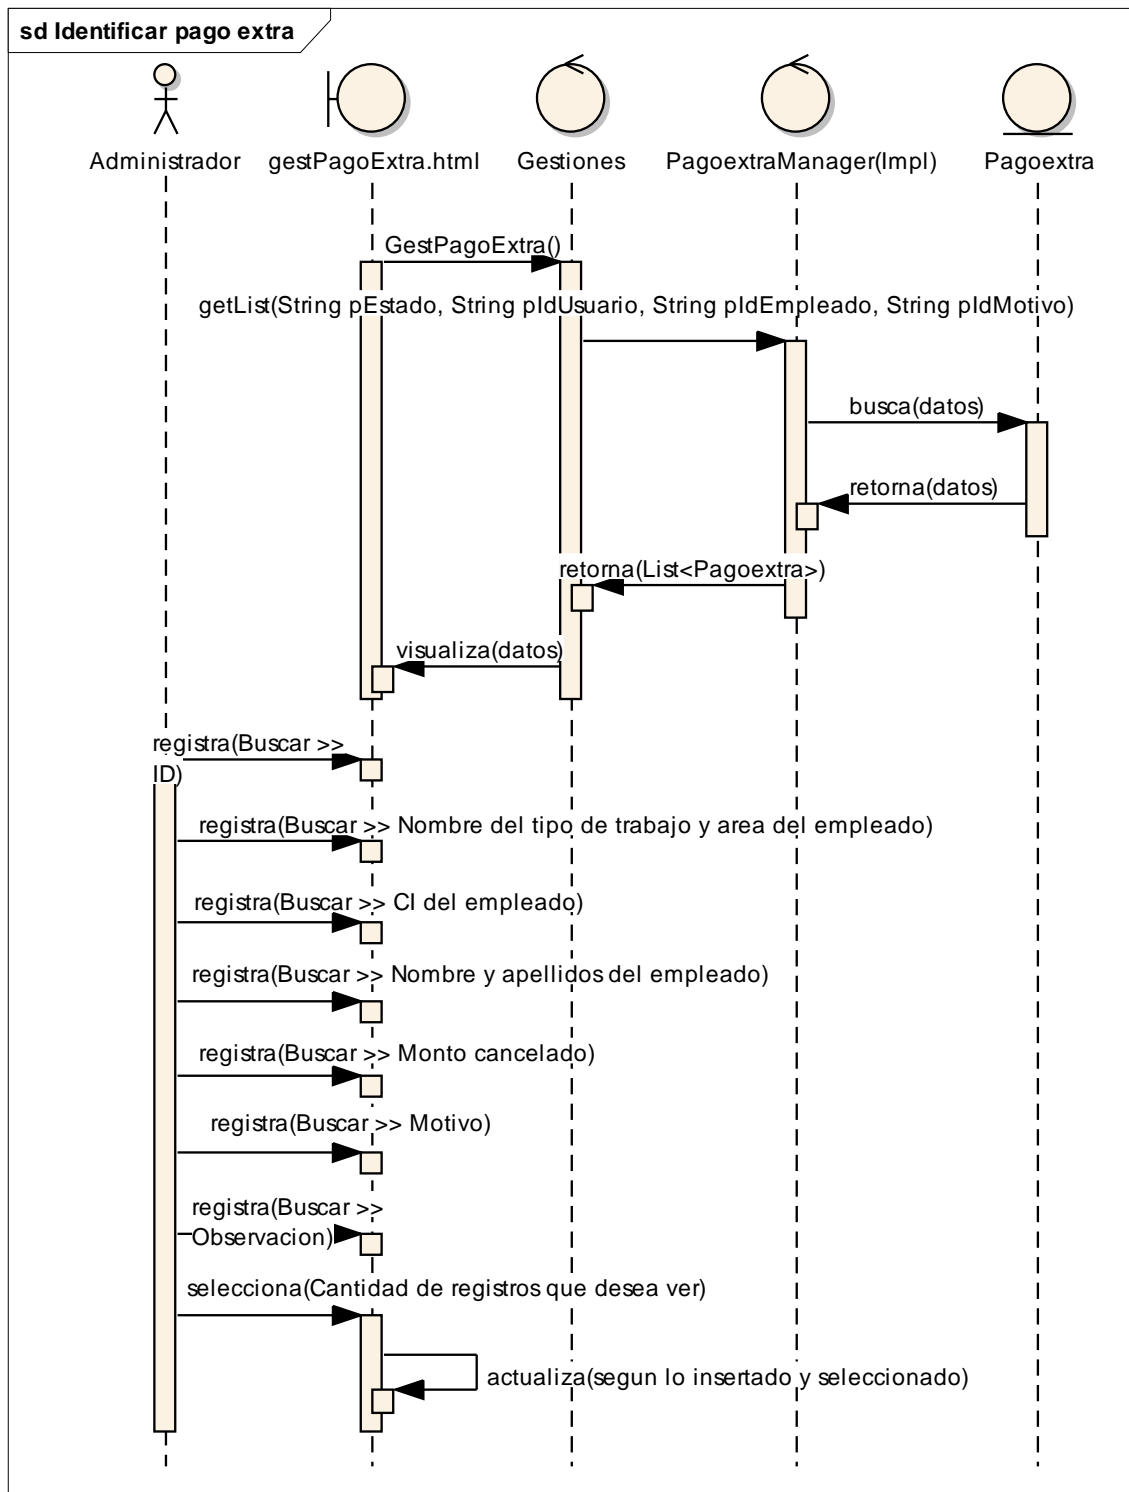 sd Identificar pago extra
Administrador
gestPagoExtra.html
Gestiones
PagoextraManager(Impl)
Pagoextra
GestPagoExtra()
getList(String pEstado, String pIdUsuario, String pIdEmpleado, String pIdMotivo)
busca(datos)
retorna(datos)
retorna(List<Pagoextra>)
visualiza(datos)
registra(Buscar >>
ID)
registra(Buscar >> Nombre del tipo de trabajo y area del empleado)
registra(Buscar >> CI del empleado)
registra(Buscar >> Nombre y apellidos del empleado)
registra(Buscar >> Monto cancelado)
registra(Buscar >> Motivo)
registra(Buscar >>
Observacion)
selecciona(Cantidad de registros que desea ver)
actualiza(segun lo insertado y seleccionado)